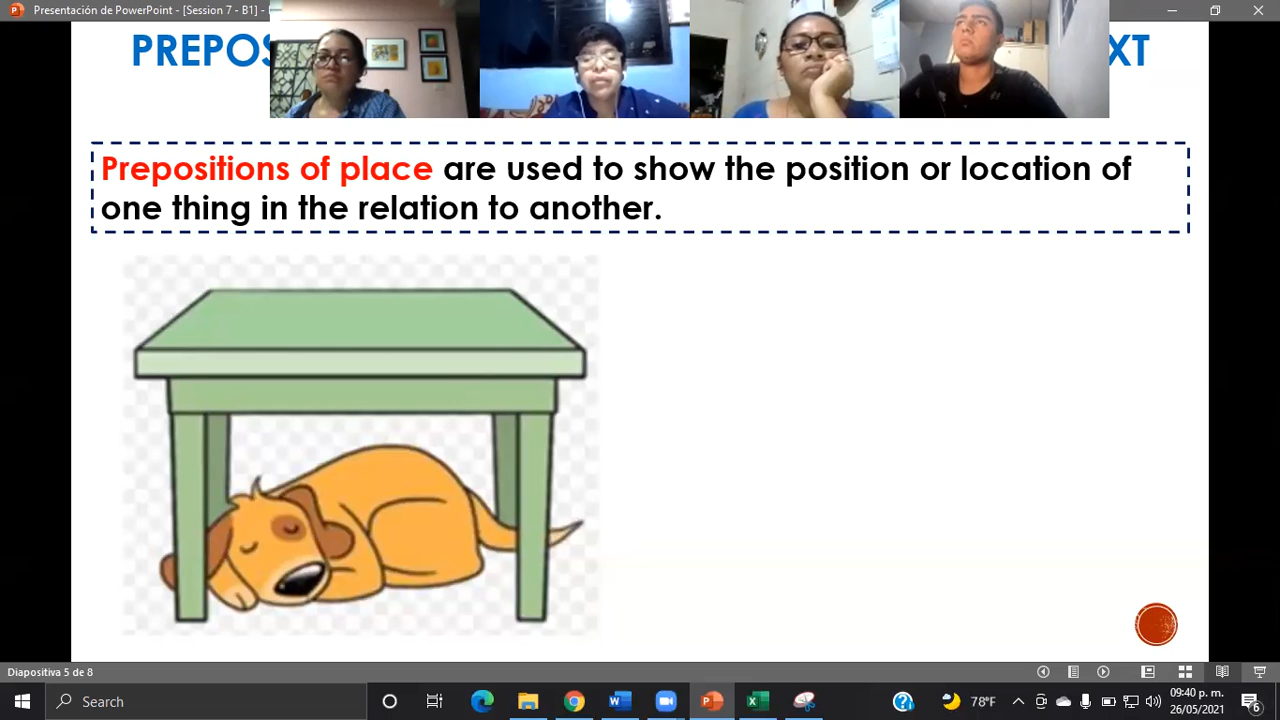 Presentación de PowerPoint - [Session 7 - B1] -
PREPOS XT
Prepositions of place are used to show the position or location of
one thing in the relation to another.
Diapositiva 5 de 8
Search
78°F
09:40 p. m.
26/05/2021
6